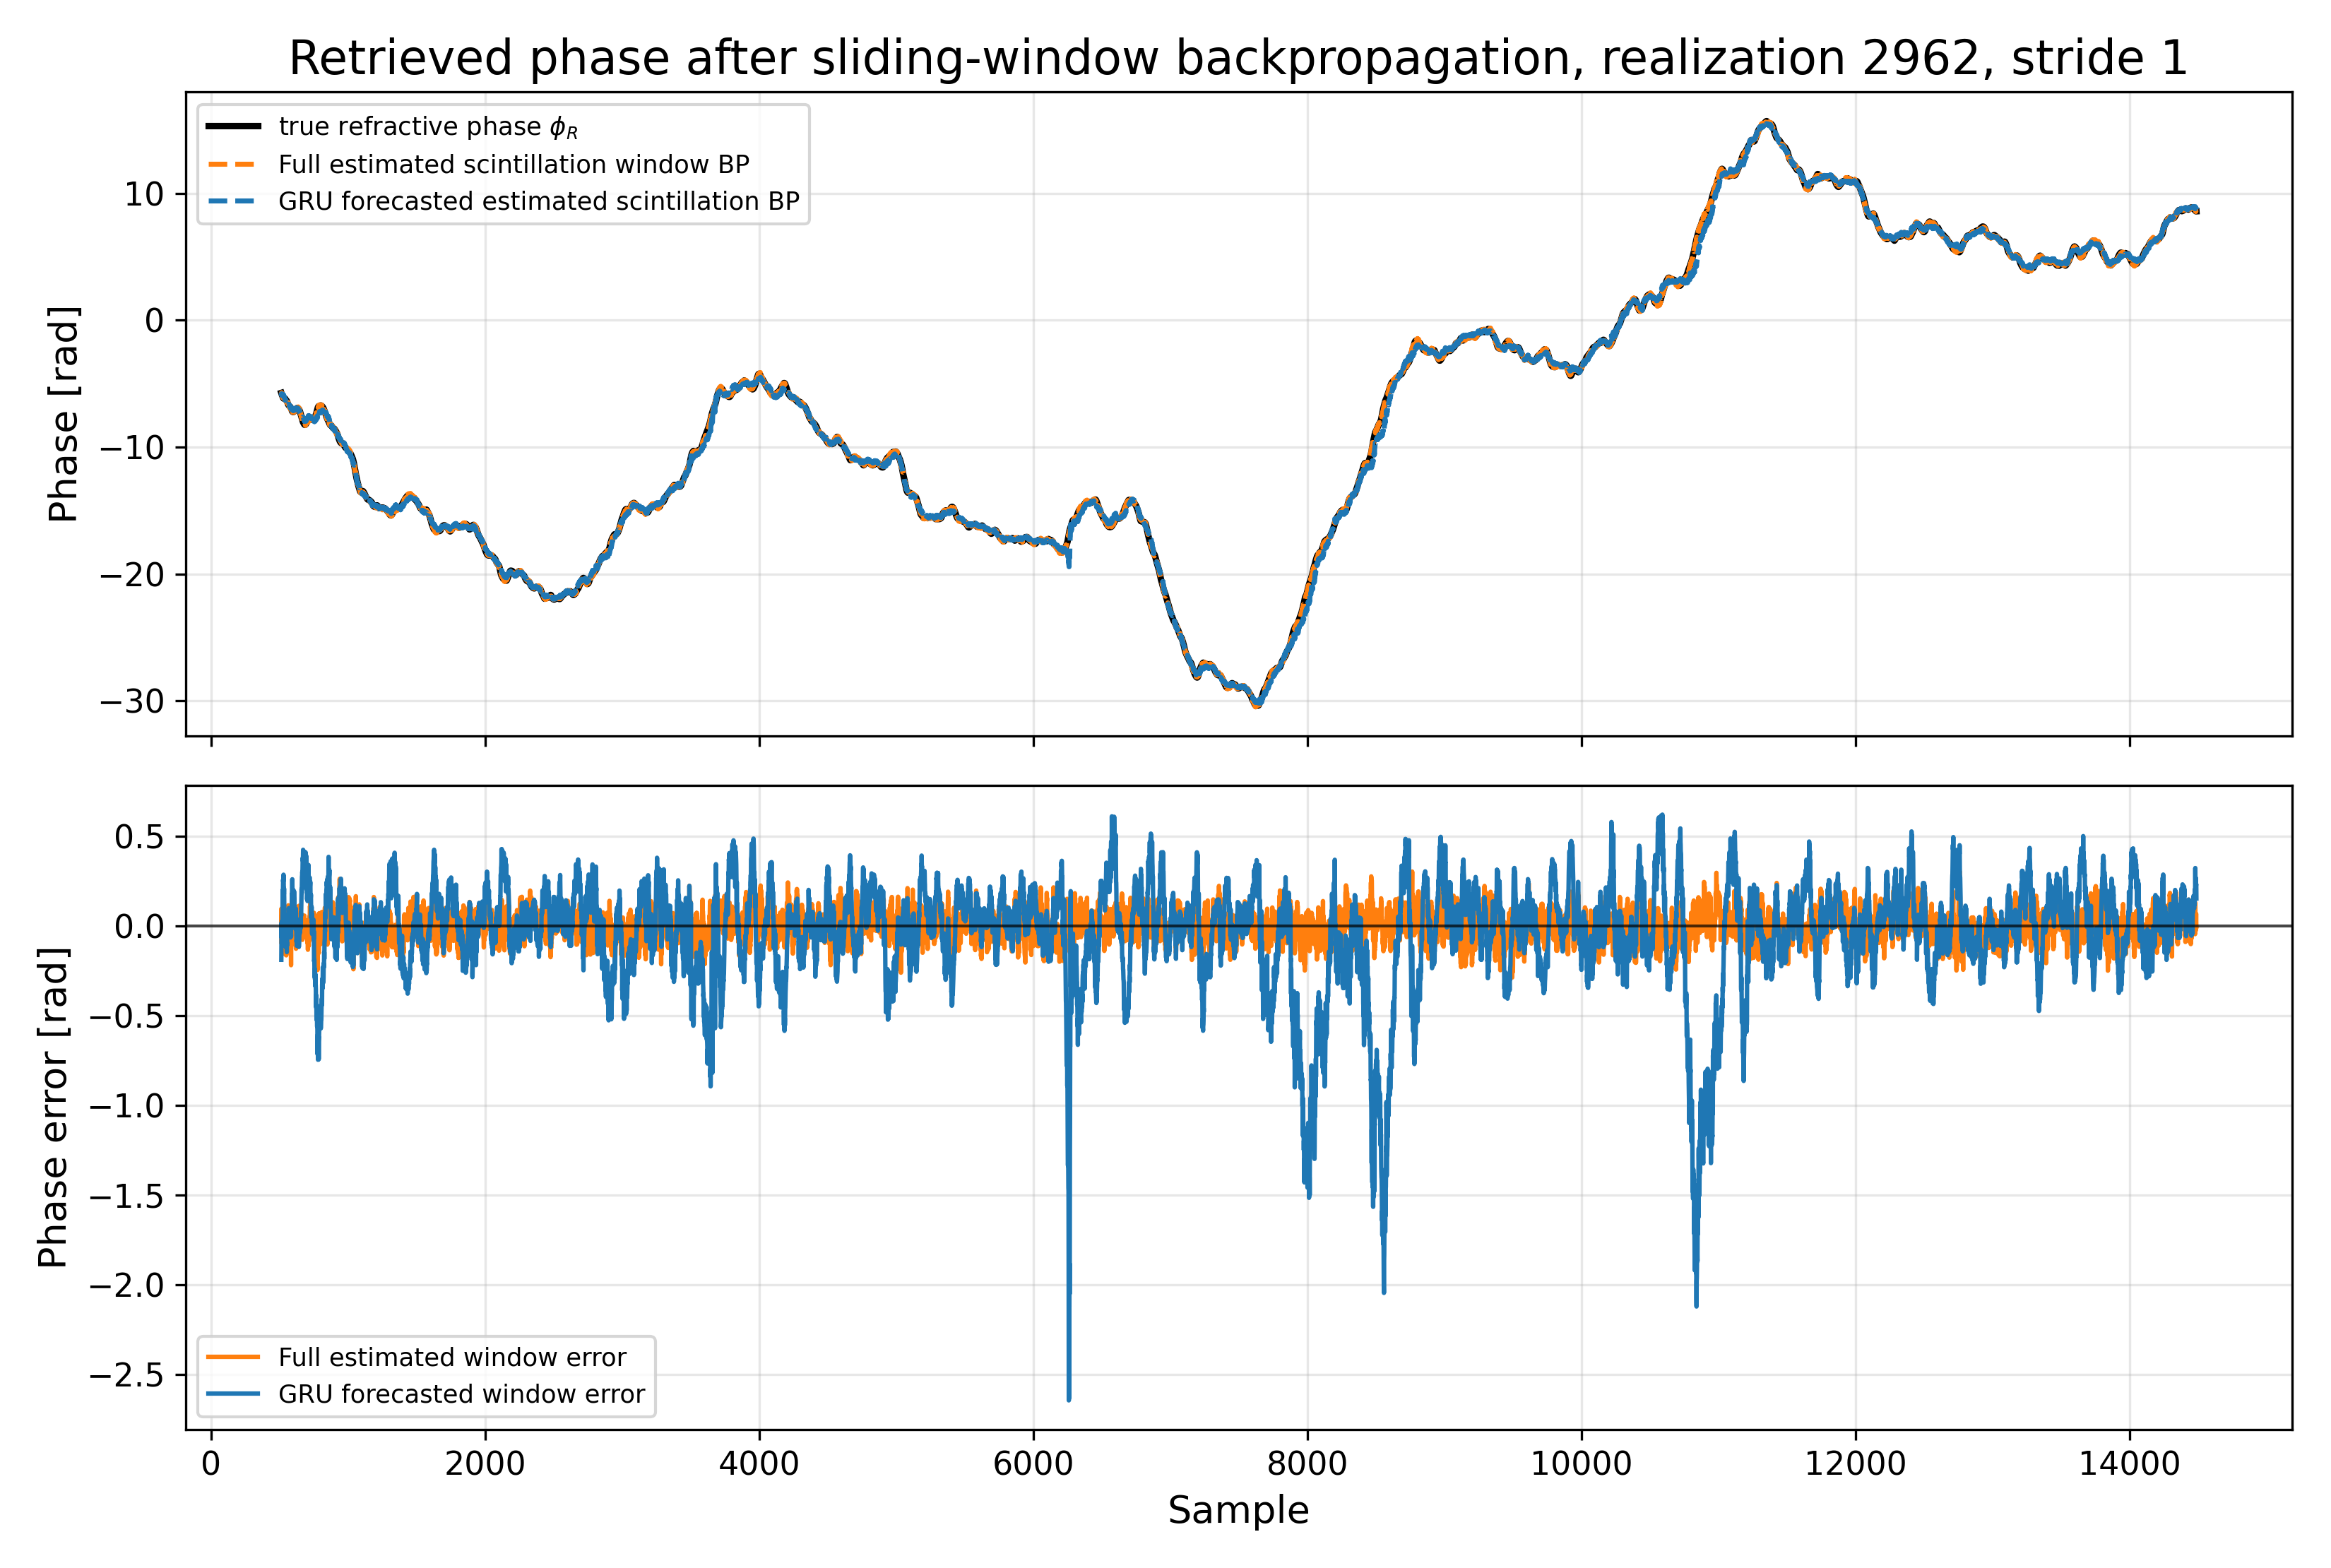 Retrieved phase after sliding-window backpropagation, realization 2962, stride 1
true refractive phase ϕ_R
Full estimated scintillation window BP
GRU forecasted estimated scintillation BP
Phase [rad]
10
0
−10
−20
−30
Phase error [rad]
0.5
0.0
−0.5
−1.0
−1.5
−2.0
−2.5
Full estimated window error
GRU forecasted window error
0 2000 4000 6000 8000 10000 12000 14000
Sample